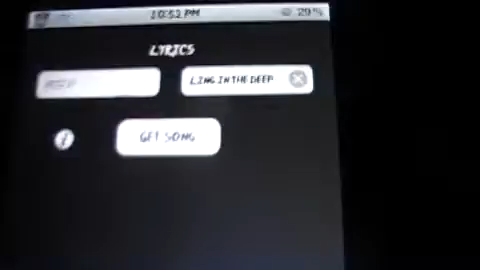 10:52 PM
29%
LYRICS
LING IN THE DEEP
GET SONG